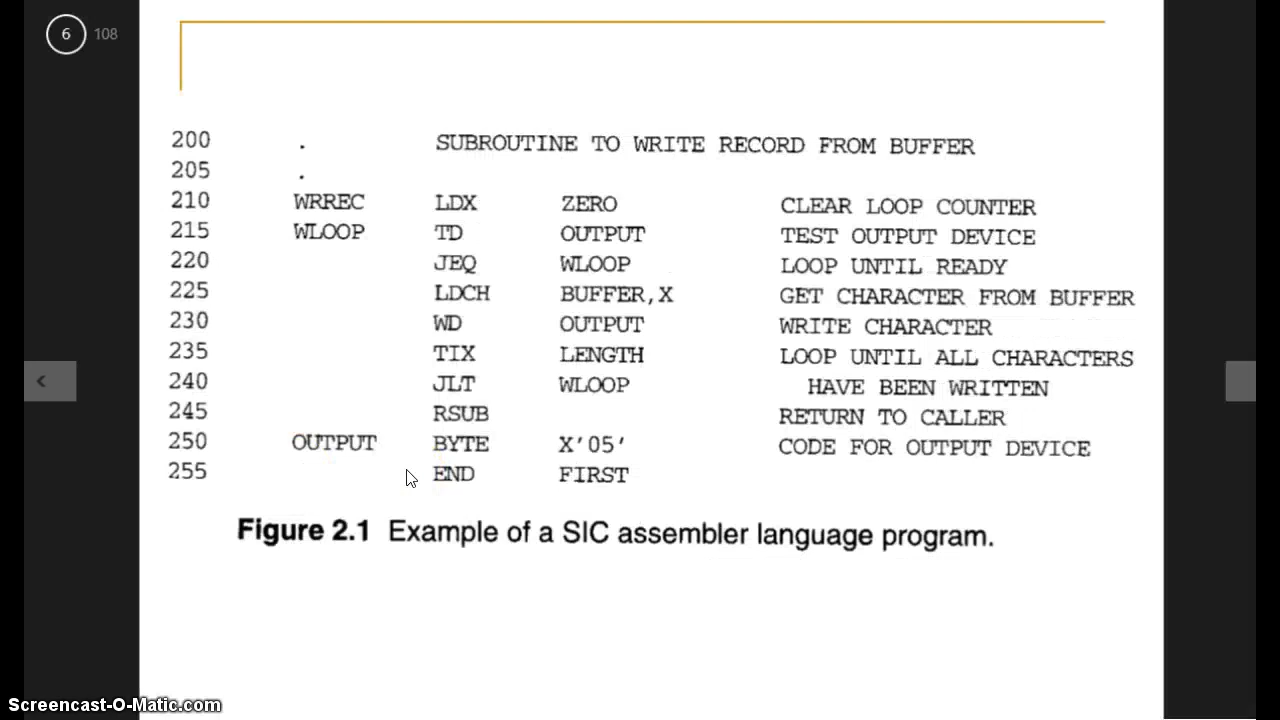 6 108
200 . SUBROUTINE TO WRITE RECORD FROM BUFFER
205 .
210 WRREC LDX ZERO CLEAR LOOP COUNTER
215 WLOOP TD OUTPUT TEST OUTPUT DEVICE
220 JEQ WLOOP LOOP UNTIL READY
225 LDCH BUFFER,X GET CHARACTER FROM BUFFER
230 WD OUTPUT WRITE CHARACTER
235 TIX LENGTH LOOP UNTIL ALL CHARACTERS
240 JLT WLOOP HAVE BEEN WRITTEN
245 RSUB RETURN TO CALLER
250 OUTPUT BYTE X'05' CODE FOR OUTPUT DEVICE
255 END FIRST
Figure 2.1 Example of a SIC assembler language program.
Screencast-O-Matic.com